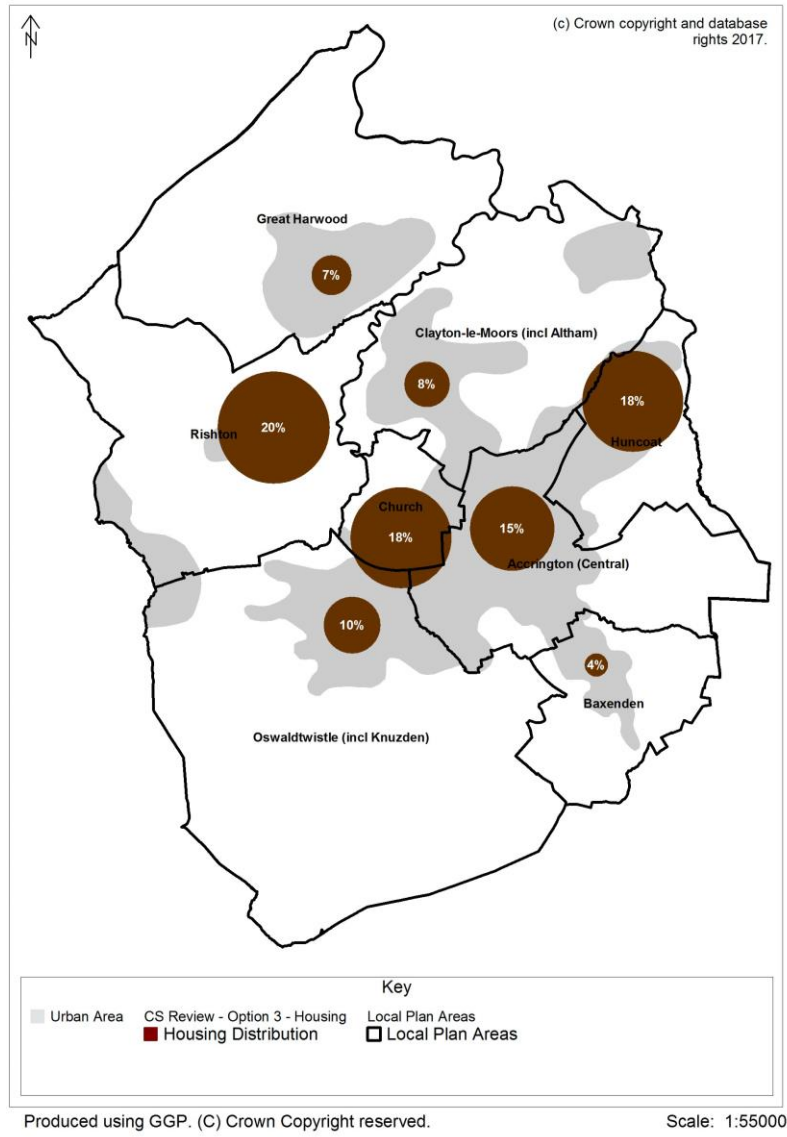 N
(c) Crown copyright and database
rights 2017.
Great Harwood
7%
Clayton-le-Moors (incl Altham)
8%
18%
Huncoat
20%
Rishton
Church
18%
15%
Accrington (Central)
10%
4%
Baxenden
Oswaldtwistle (incl Knuzden)
Key
Urban Area
CS Review - Option 3 - Housing
Housing Distribution
Local Plan Areas
Local Plan Areas
Produced using GGP. (C) Crown Copyright reserved.
Scale: 1:55000